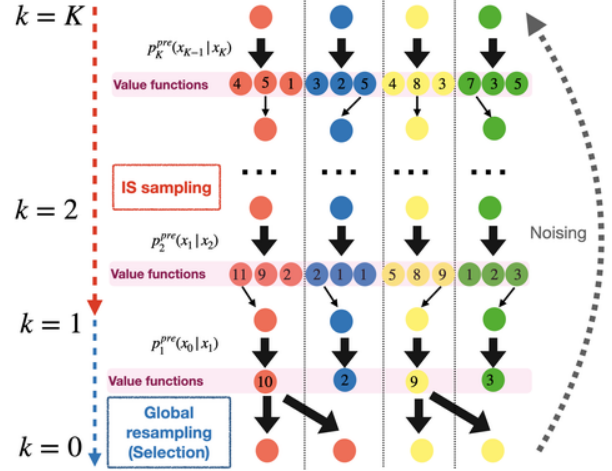 k = K
p_K^{pre}(x_{K-1}|x_K)
Value functions 4 5 1 3 2 5 4 8 3 7 3 5
....
....
....
....
IS sampling
k = 2
Noising
p_2^{pre}(x_1|x_2)
Value functions 11 9 2 2 1 1 5 8 9 1 2 3
k = 1
p_1^{pre}(x_0|x_1)
Value functions 10 2 9 3
Global
resampling
(Selection)
k=0